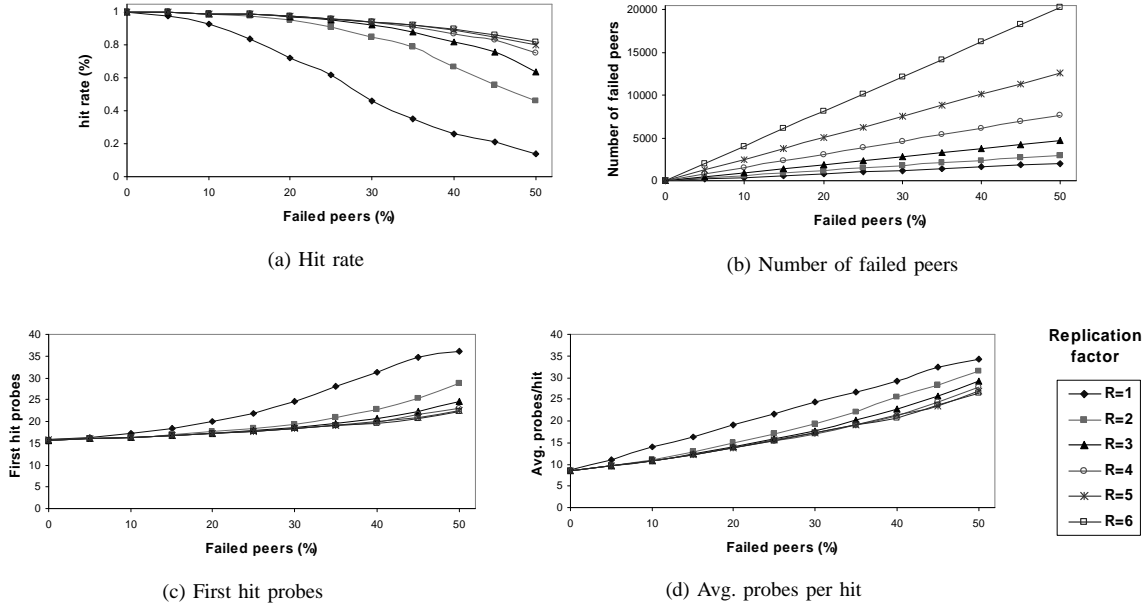 1
0.8
0.6
0.4
0.2
0
hit rate (%)
0 10 20 30 40 50
Failed peers (%)
(a) Hit rate
20000
15000
10000
5000
0
Number of failed peers
0 10 20 30 40 50
Failed peers (%)
(b) Number of failed peers
40
35
30
25
20
15
10
5
0
First hit probes
0 10 20 30 40 50
Failed peers (%)
(c) First hit probes
40
35
30
25
20
15
10
5
0
Avg. probes/hit
0 10 20 30 40 50
Failed peers (%)
(d) Avg. probes per hit
Replication
factor
R=1
R=2
R=3
R=4
R=5
R=6